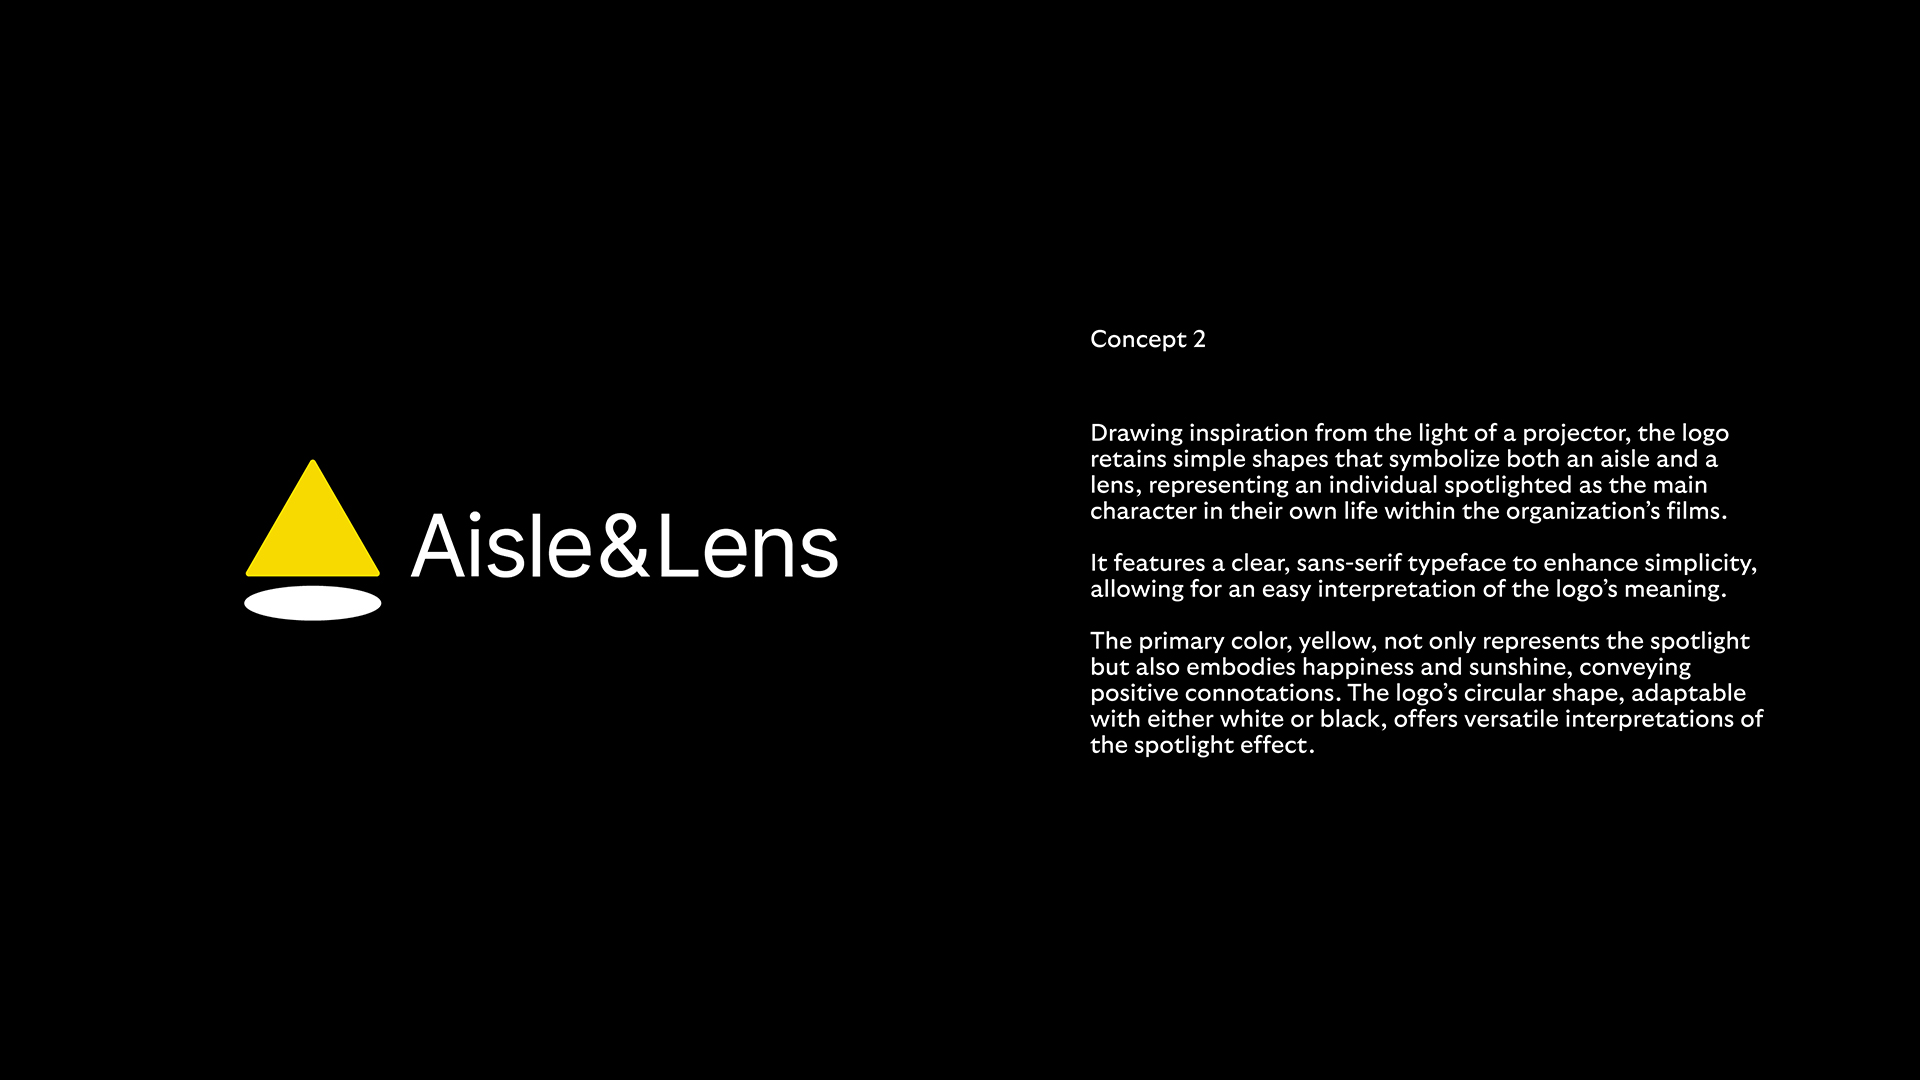 Aisle&Lens
Concept 2
Drawing inspiration from the light of a projector, the logo
retains simple shapes that symbolize both an aisle and a
lens, representing an individual spotlighted as the main
character in their own life within the organization’s films.
It features a clear, sans-serif typeface to enhance simplicity,
allowing for an easy interpretation of the logo’s meaning.
The primary color, yellow, not only represents the spotlight
but also embodies happiness and sunshine, conveying
positive connotations. The logo’s circular shape, adaptable
with either white or black, offers versatile interpretations of
the spotlight effect.